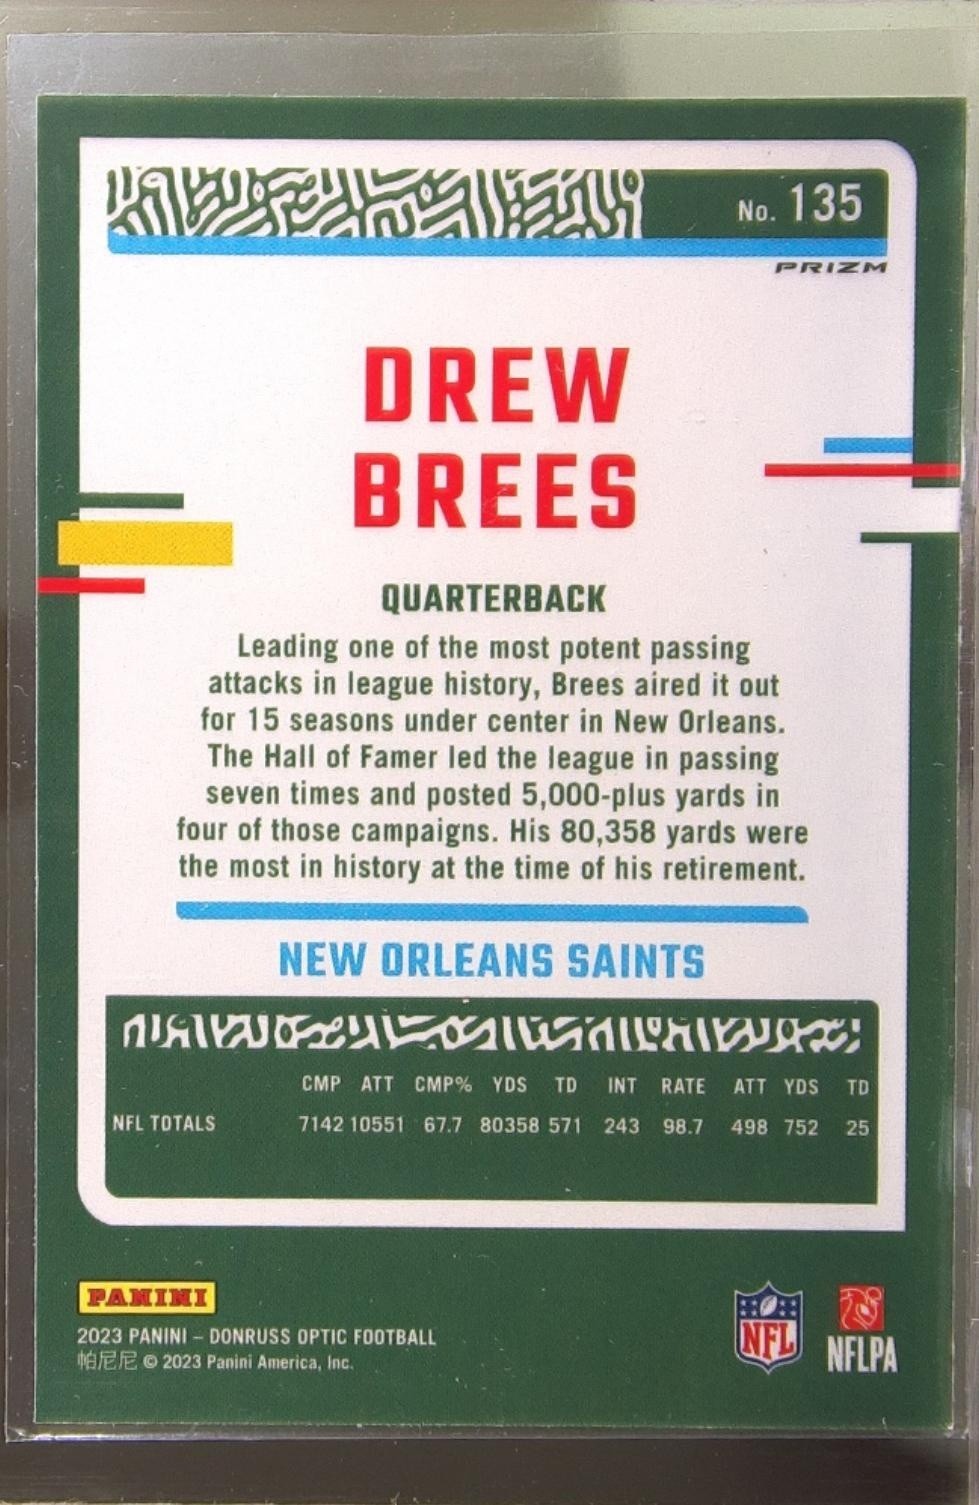 No. 135
PRIZM
DREW
BREES
QUARTERBACK
Leading one of the most potent passing
attacks in league history, Brees aired it out
for 15 seasons under center in New Orleans.
The Hall of Famer led the league in passing
seven times and posted 5,000-plus yards in
four of those campaigns. His 80,358 yards were
the most in history at the time of his retirement.
NEW ORLEANS SAINTS
CMP ATT CMP% YDS TD INT RATE ATT YDS TD
NFL TOTALS 7142 10551 67.7 80358 571 243 98.7 498 752 25
PANINI
2023 PANINI – DONRUSS OPTIC FOOTBALL
帕尼尼 © 2023 Panini America, Inc.
NFL
NFLPA